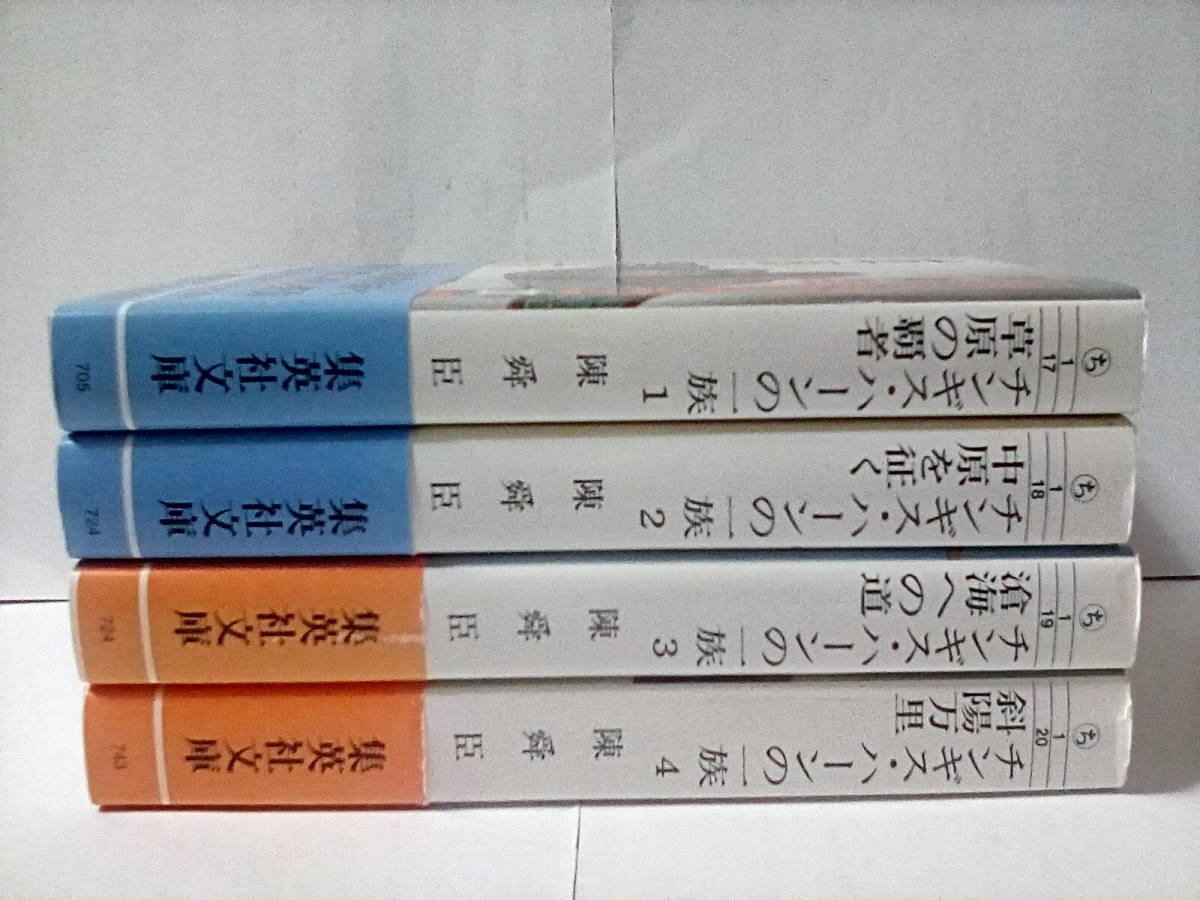 ち
1
17
草原の覇者
チンギス・ハーンの一族 1
陳舜臣
集英社文庫
705
ち
1
18
中原を征く
チンギス・ハーンの一族 2
陳舜臣
集英社文庫
724
ち
1
19
滄海への道
チンギス・ハーンの一族 3
陳舜臣
集英社文庫
724
ち
1
20
斜陽万里
チンギス・ハーンの一族 4
陳舜臣
集英社文庫
743